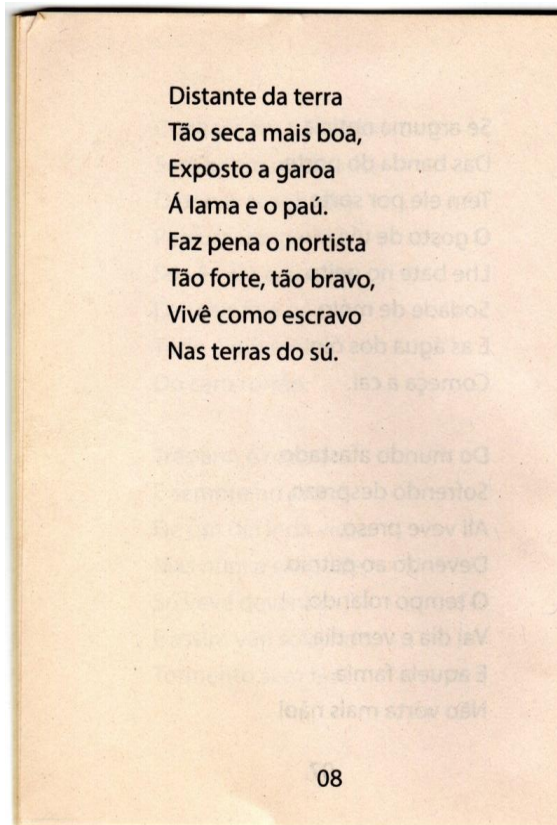 Distante da terra
Tão seca mais boa,
Exposto a garoa
Á lama e o paú.
Faz pena o nortista
Tão forte, tão bravo,
Vivê como escravo
Nas terras do sú.
08